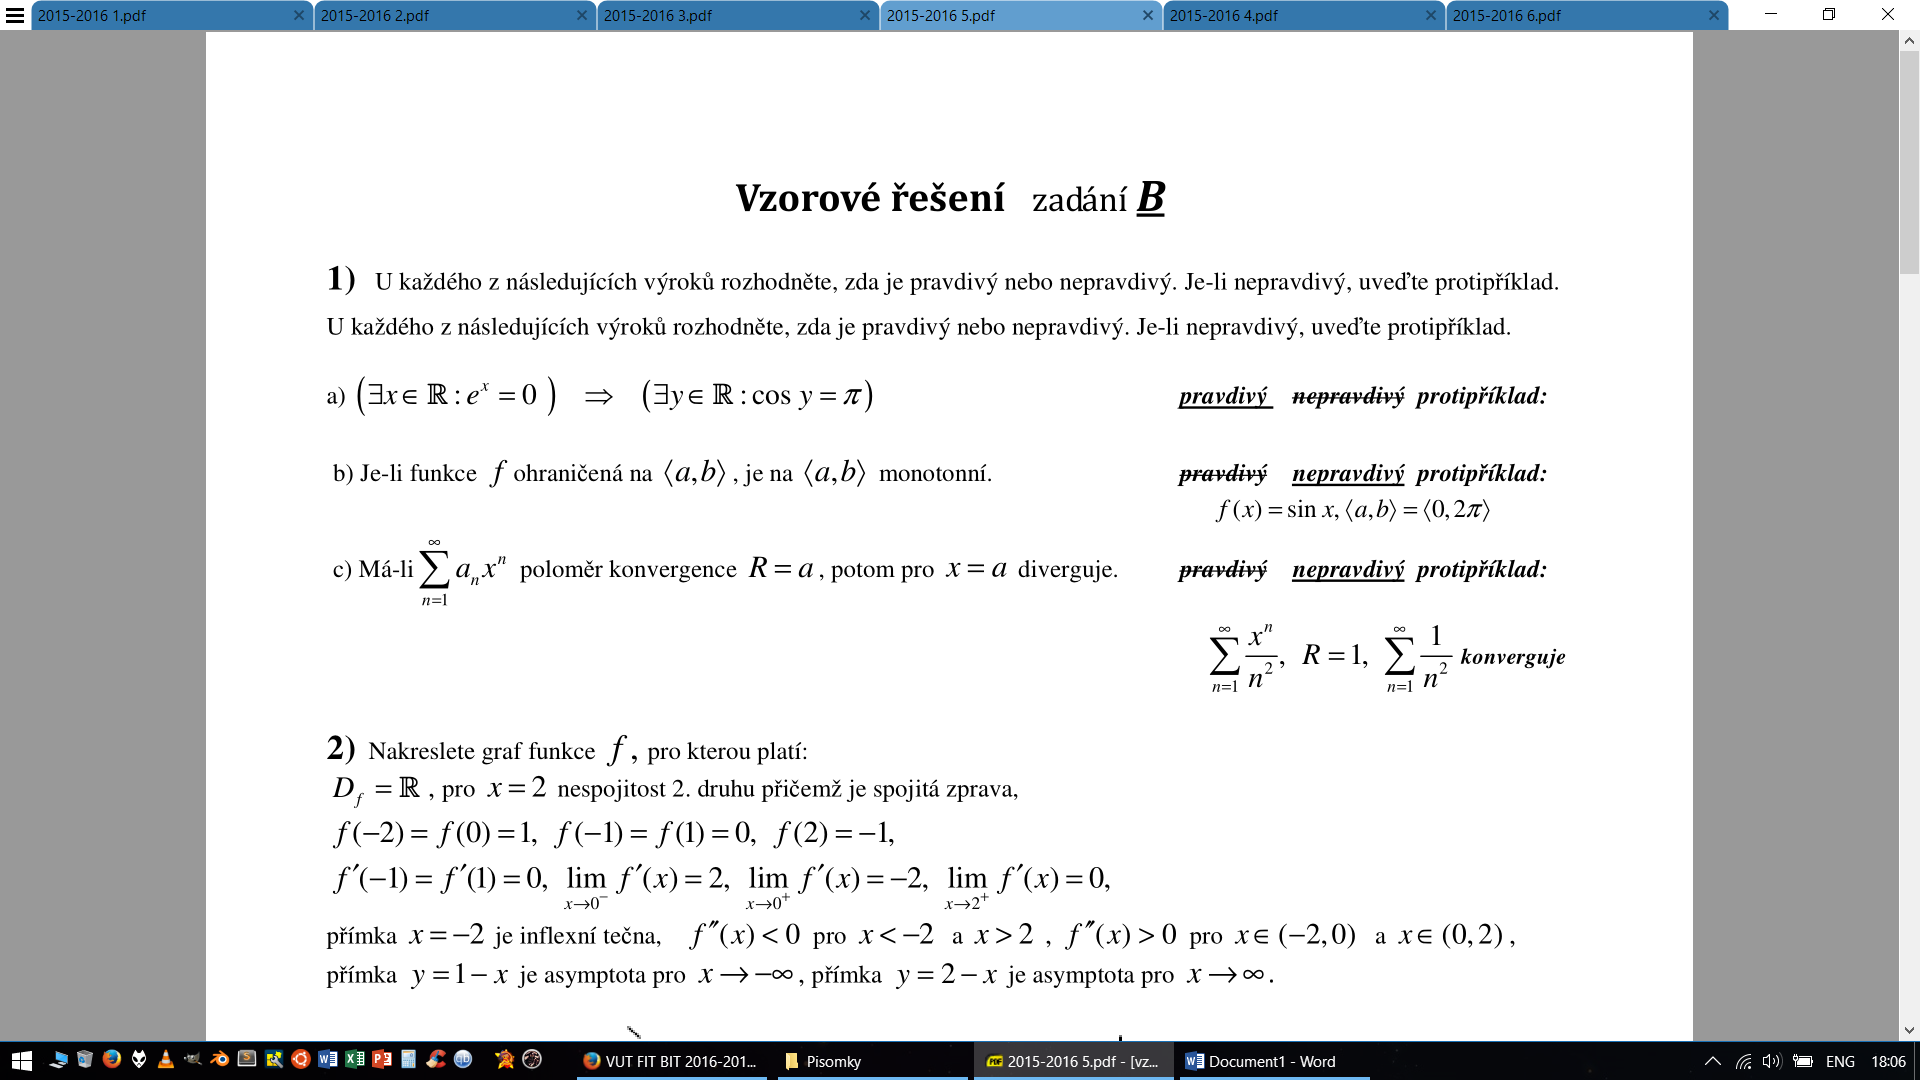 2015-2016 1.pdf 2015-2016 2.pdf 2015-2016 3.pdf 2015-2016 5.pdf 2015-2016 4.pdf 2015-2016 6.pdf
Vzorové řešení zadání B
1) U každého z následujících výroků rozhodněte, zda je pravdivý nebo nepravdivý. Je-li nepravdivý, uveďte protipříklad.
U každého z následujících výroků rozhodněte, zda je pravdivý nebo nepravdivý. Je-li nepravdivý, uveďte protipříklad.
a) (∃x ∈ ℝ : e^x = 0) ⇒ (∃y ∈ ℝ : cos y = π) pravdivý nepravdivý protipříklad:
b) Je-li funkce f ohraničená na ⟨a,b⟩, je na ⟨a,b⟩ monotonní. pravdivý nepravdivý protipříklad:
f(x) = sin x, ⟨a,b⟩ = ⟨0, 2π⟩
c) Má-li ∑_{n=1}^{∞} a_n x^n poloměr konvergence R = a, potom pro x = a diverguje. pravdivý nepravdivý protipříklad:
∑_{n=1}^{∞} x^n/n^2, R = 1, ∑_{n=1}^{∞} 1/n^2 konverguje
2) Nakreslete graf funkce f, pro kterou platí:
D_f = ℝ, pro x = 2 nespojitost 2. druhu přičemž je spojitá zprava,
f(−2) = f(0) = 1, f(−1) = f(1) = 0, f(2) = −1,
f′(−1) = f′(1) = 0, lim_{x→0^−} f′(x) = 2, lim_{x→0^+} f′(x) = −2, lim_{x→2^+} f′(x) = 0,
přímka x = −2 je inflexní tečna, f″(x) < 0 pro x < −2 a x > 2, f″(x) > 0 pro x ∈ (−2, 0) a x ∈ (0, 2),
přímka y = 1 − x je asymptota pro x → −∞, přímka y = 2 − x je asymptota pro x → ∞.
VUT FIT BIT 2016-201... Pisomky 2015-2016 5.pdf - [vz... Document1 - Word ENG 18:06